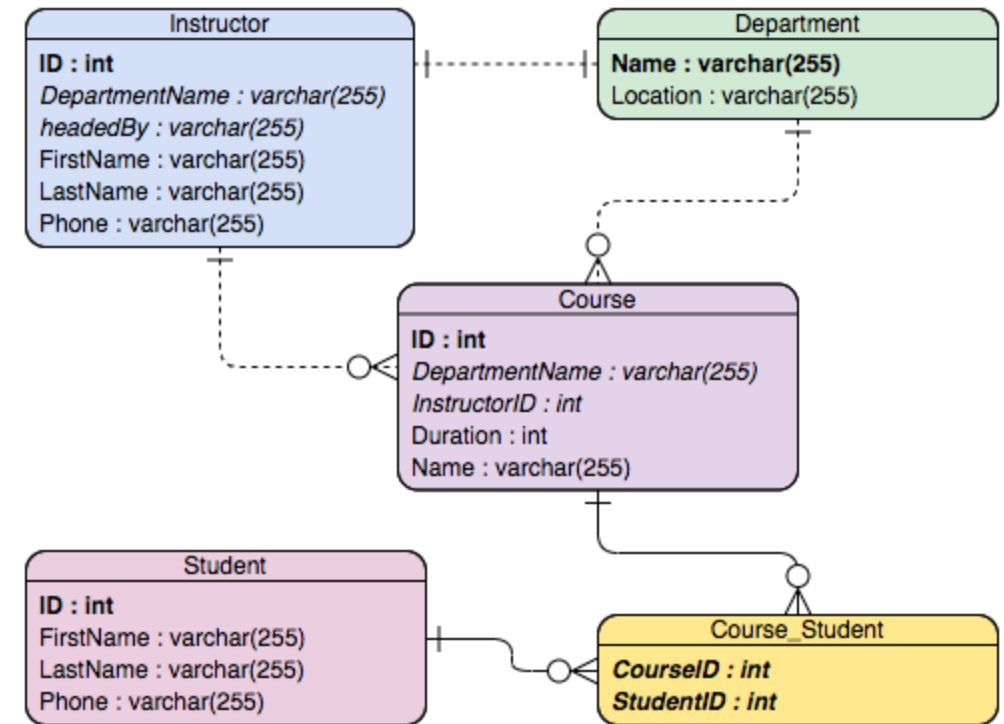 Instructor
ID : int
DepartmentName : varchar(255)
headedBy : varchar(255)
FirstName : varchar(255)
LastName : varchar(255)
Phone : varchar(255)
Department
Name : varchar(255)
Location : varchar(255)
Course
ID : int
DepartmentName : varchar(255)
InstructorID : int
Duration : int
Name : varchar(255)
Student
ID : int
FirstName : varchar(255)
LastName : varchar(255)
Phone : varchar(255)
Course_Student
CourseID : int
StudentID : int